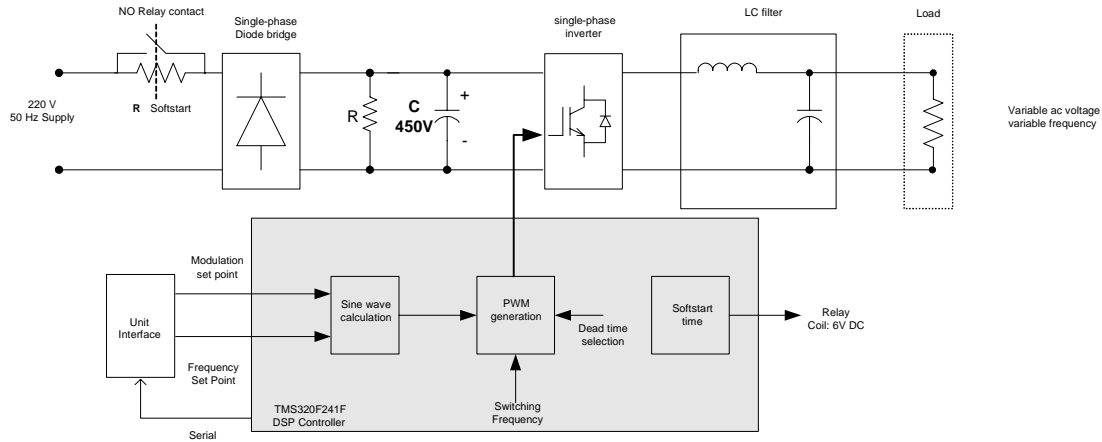 NO Relay contact
R Softstart
220 V
50 Hz Supply
Single-phase
Diode bridge
R
C
450V
+
-
single-phase
inverter
LC filter
Load
Variable ac voltage
variable frequency
Modulation
set point
Unit
Interface
Frequency
Set Point
Serial
Sine wave
calculation
PWM
generation
Dead time
selection
Switching
Frequency
Softstart
time
Relay
Coil: 6V DC
TMS320F241F
DSP Controller